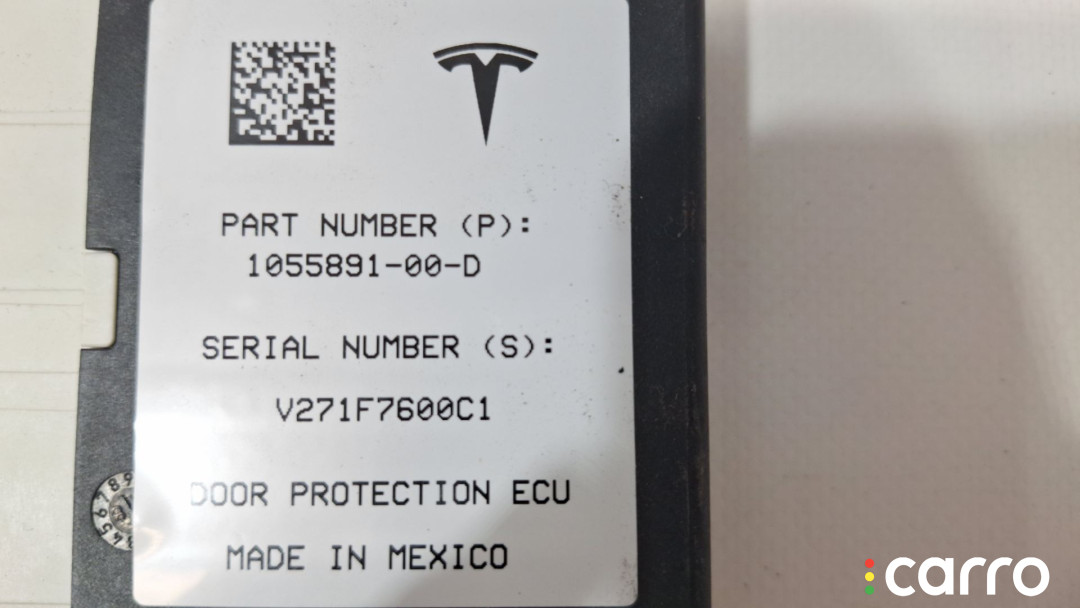 PART NUMBER (P):
1055891-00-D
SERIAL NUMBER (S):
V271F7600C1
DOOR PROTECTION ECU
MADE IN MEXICO
carro